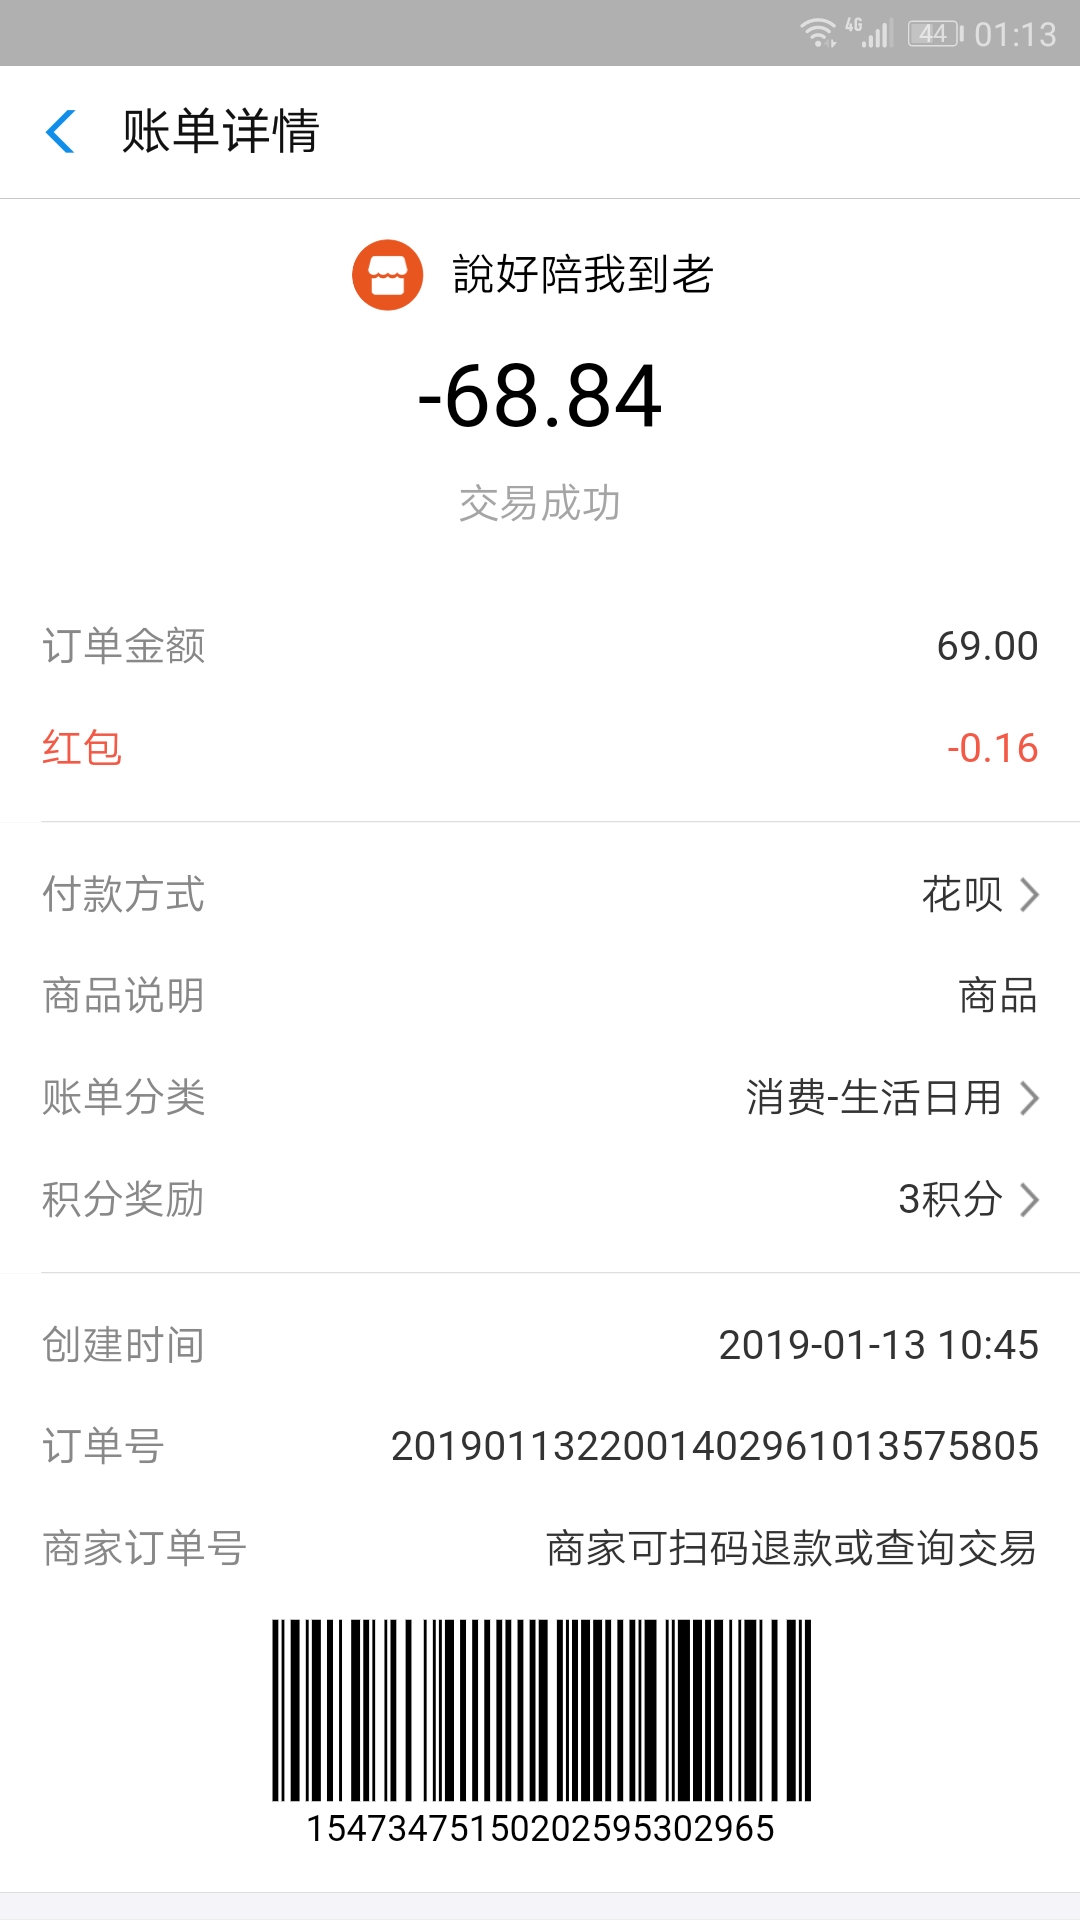 4G 44 01:13
账单详情
說好陪我到老
-68.84
交易成功
订单金额 69.00
红包 -0.16
付款方式 花呗
商品说明 商品
账单分类 消费-生活日用
积分奖励 3积分
创建时间 2019-01-13 10:45
订单号 2019011322001402961013575805
商家订单号 商家可扫码退款或查询交易
15473475150202595302965